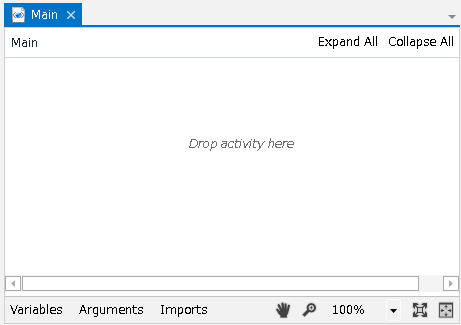 Main
Main Expand All Collapse All
Drop activity here
Variables Arguments Imports 100%